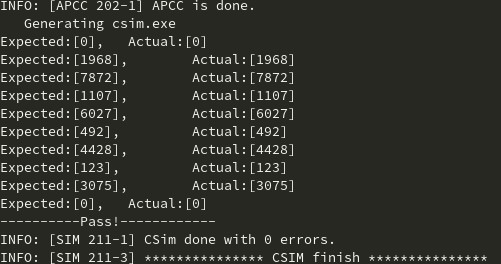 INFO: [APCC 202-1] APCC is done.
Generating csim.exe
Expected:[0], Actual:[0]
Expected:[1968], Actual:[1968]
Expected:[7872], Actual:[7872]
Expected:[1107], Actual:[1107]
Expected:[6027], Actual:[6027]
Expected:[492], Actual:[492]
Expected:[4428], Actual:[4428]
Expected:[123], Actual:[123]
Expected:[3075], Actual:[3075]
Expected:[0], Actual:[0]
----------Pass!------------
INFO: [SIM 211-1] CSim done with 0 errors.
INFO: [SIM 211-3] *************** CSIM finish ***************